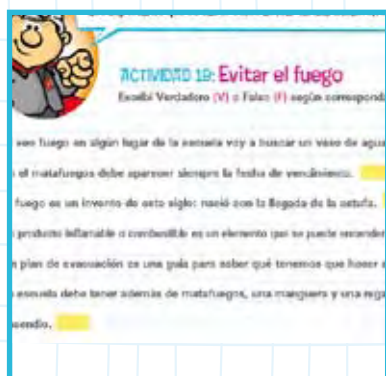 ACTIVIDAD 19: Evitar el fuego
Escribí Verdadero (V) o Falso (F) según
veo fuego en algún lugar de la escuela voy a buscar un vaso de agua
el matafuegos debe aparecer siempre la fecha de vencimiento.
fuego es un invento de este siglo: nació con la llegada de la estufa.
producto inflamable o combustible es un elemento que se puede encender
plan de evacuación es una guía para saber qué tenemos que hacer
escuela debe tener además de matafuegos, una manguera y una